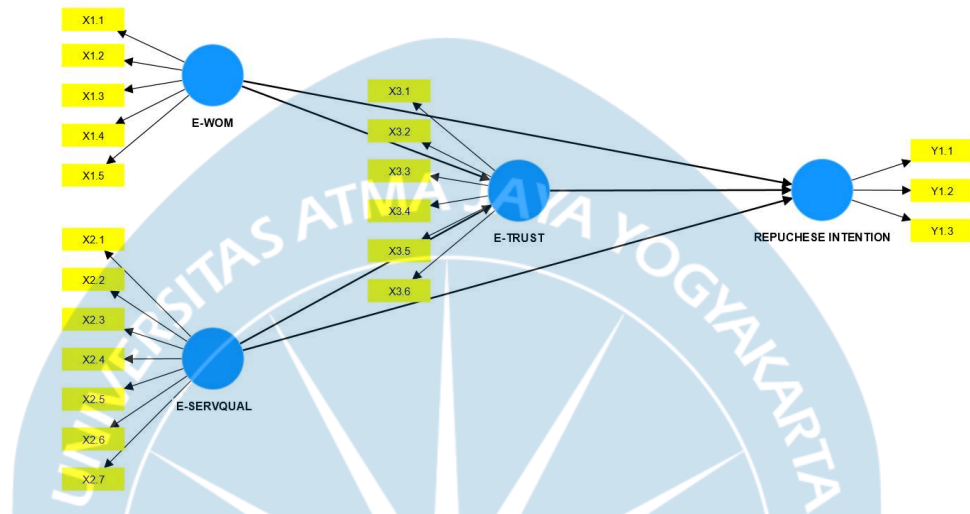 X1.1
X1.2
X1.3
X1.4
X1.5
E-WOM
X2.1
X2.2
X2.3
X2.4
X2.5
X2.6
X2.7
E-SERVQUAL
X3.1
X3.2
X3.3
X3.4
X3.5
X3.6
E-TRUST
Y1.1
Y1.2
Y1.3
REPUCHESE INTENTION
UNIVERSITAS ATMA JAYA YOGYAKARTA